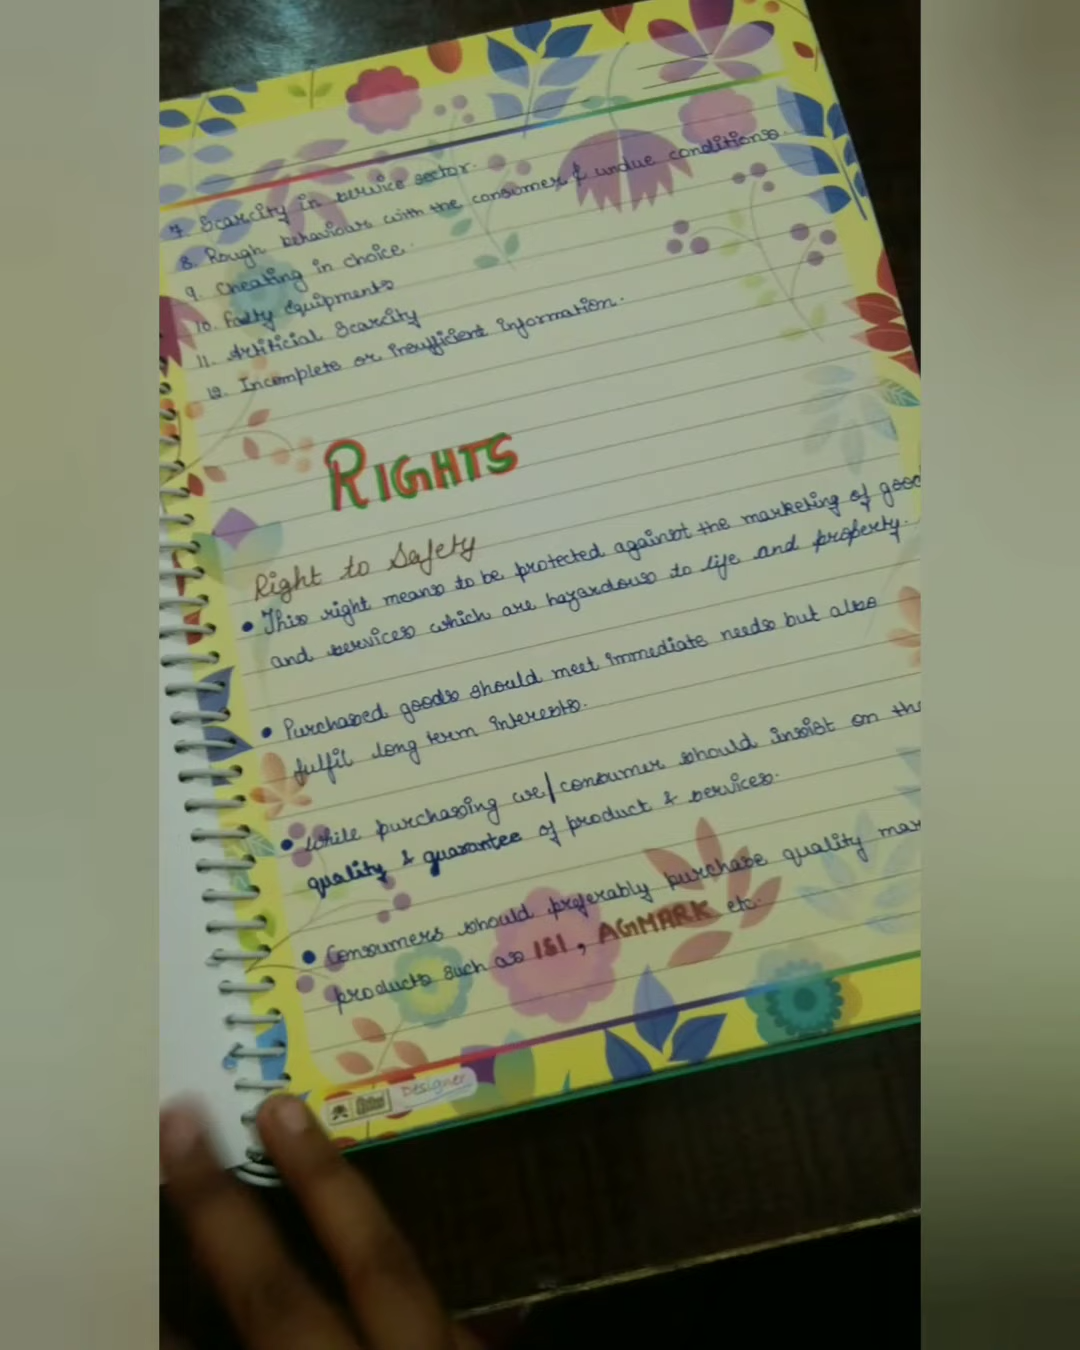 7. Scarcity in service sector.
8. Rough behaviour with the consumer & undue conditions.
9. Cheating in choice.
10. Falty Equipments
11. Artificial Scarcity
12. Incomplete or insufficient information.
RIGHTS
Right to Safety
• This right means to be protected against the marketing of good
and services which are hazardous to life and property.
• Purchased goods should meet immediate needs but also
fulfil long term interests.
• While purchasing we/consumer should insist on the
quality & guarantee of product & services.
• Consumers should preferably purchase quality mar
products such as ISI, AGMARK etc.
Designer